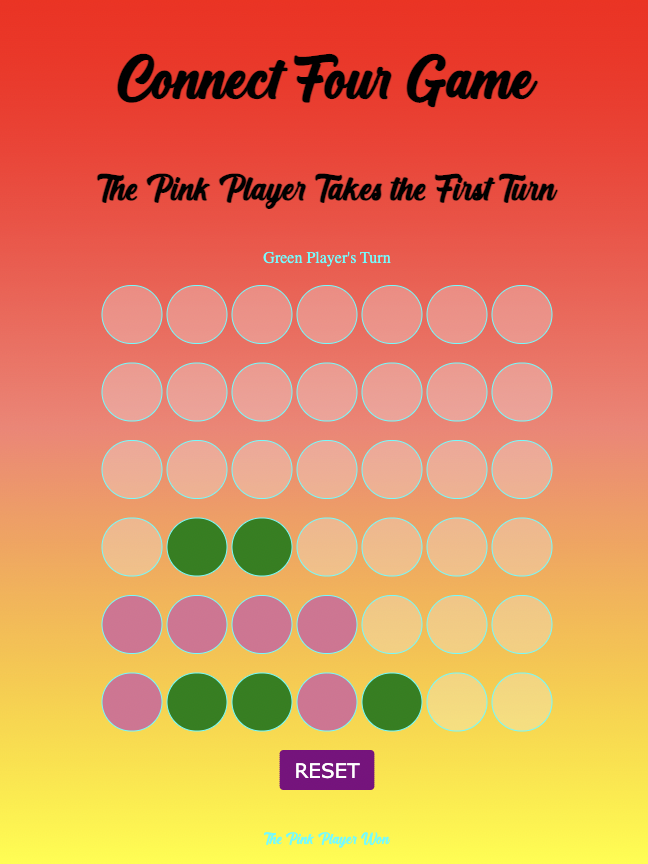 Connect Four Game
The Pink Player Takes the First Turn
Green Player's Turn
RESET
The Pink Player Won